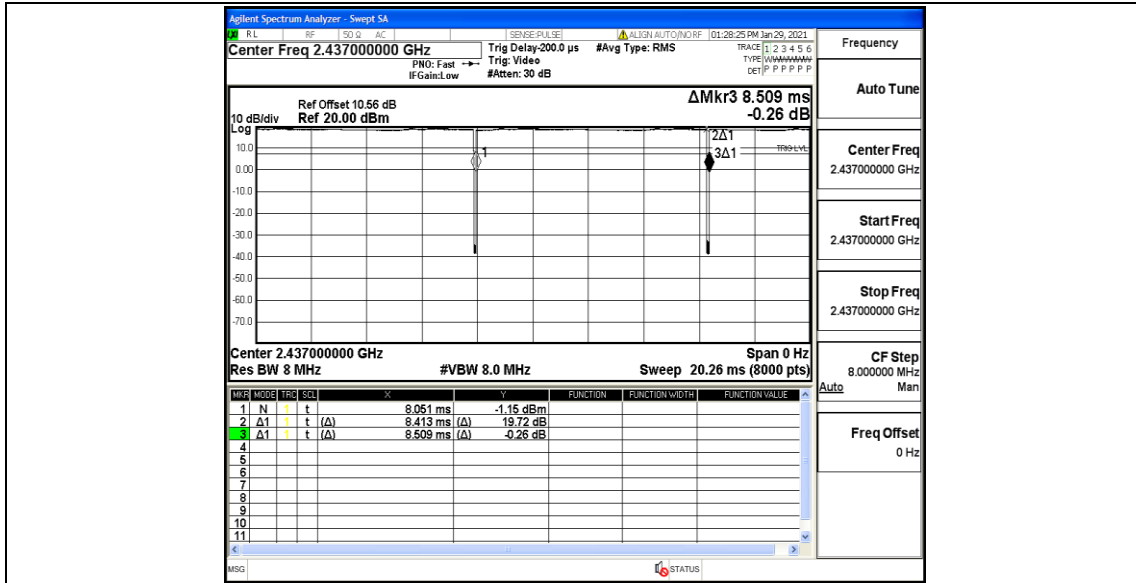 Agilent Spectrum Analyzer - Swept SA
LXI RL RF 50 Ω AC SENSE:PULSE ALIGN AUTO/NO RF 01:28:25 PM Jan 29, 2021
Center Freq 2.437000000 GHz
PNO: Fast
IFGain:Low
Trig Delay-200.0 µs
Trig: Video
#Atten: 30 dB
#Avg Type: RMS
TRACE 1 2 3 4 5 6
TYPE WWWWWW
DET P P P P P P
Ref Offset 10.56 dB
10 dB/div Ref 20.00 dBm
ΔMkr3 8.509 ms
-0.26 dB
Log
10.0
0.00
-10.0
-20.0
-30.0
-40.0
-50.0
-60.0
-70.0
1
2Δ1
3Δ1
TRIG LVL
Center 2.437000000 GHz Span 0 Hz
Res BW 8 MHz #VBW 8.0 MHz Sweep 20.26 ms (8000 pts)
MKR MODE TRC SCL X Y FUNCTION FUNCTION WIDTH FUNCTION VALUE
1 N 1 t 8.051 ms -1.15 dBm
2 Δ1 1 t (Δ) 8.413 ms (Δ) 19.72 dB
3 Δ1 1 t (Δ) 8.509 ms (Δ) -0.26 dB
4
5
6
7
8
9
10
11
MSG STATUS
Frequency
Auto Tune
Center Freq
2.437000000 GHz
Start Freq
2.437000000 GHz
Stop Freq
2.437000000 GHz
CF Step
8.000000 MHz
Auto Man
Freq Offset
0 Hz